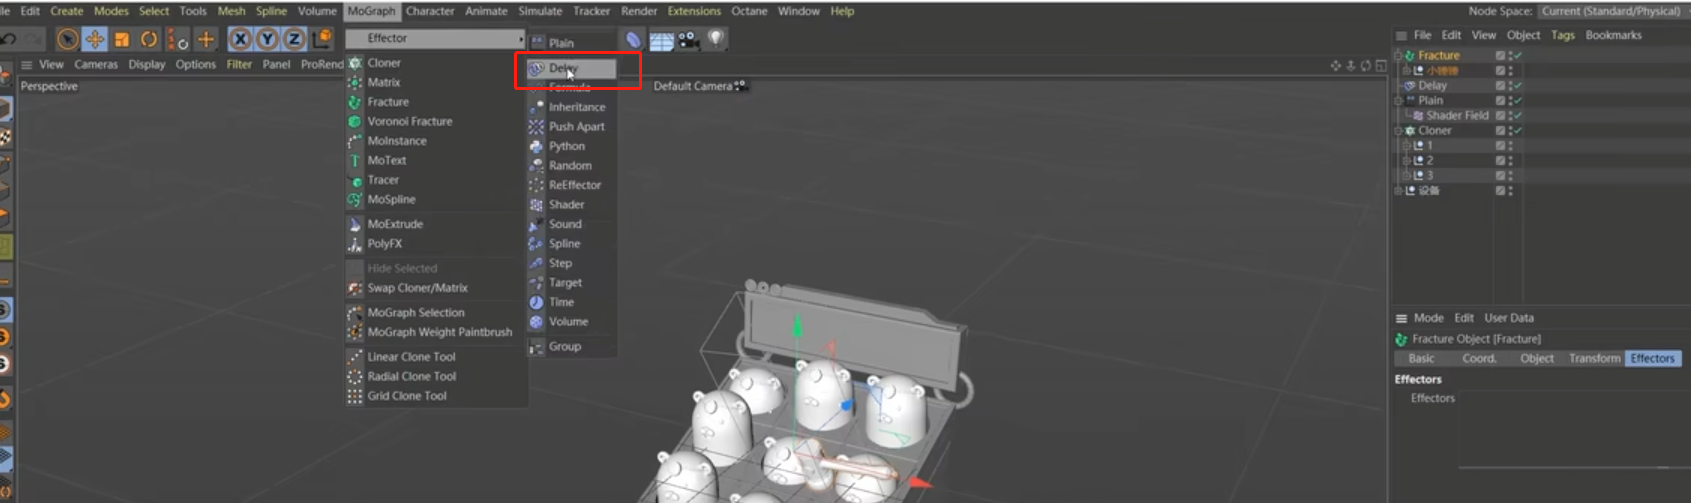 le Edit Create Modes Select Tools Mesh Spline Volume MoGraph Character Animate Simulate Tracker Render Extensions Octane Window Help Node Space: Current (Standard/Physical)
View Cameras Display Options Filter Panel ProRend
Perspective
Default Camera
Effector
Cloner
Matrix
Fracture
Voronoi Fracture
MoInstance
MoText
Tracer
MoSpline
MoExtrude
PolyFX
Hide Selected
Swap Cloner/Matrix
MoGraph Selection
MoGraph Weight Paintbrush
Linear Clone Tool
Radial Clone Tool
Grid Clone Tool
Plain
Delay
Formula
Inheritance
Push Apart
Python
Random
ReEffector
Shader
Sound
Spline
Step
Target
Time
Volume
Group
X Y Z
File Edit View Object Tags Bookmarks
Fracture
Delay
Plain
Shader Field
Cloner
1
2
3
设备
Mode Edit User Data
Fracture Object [Fracture]
Basic Coord. Object Transform Effectors
Effectors
Effectors